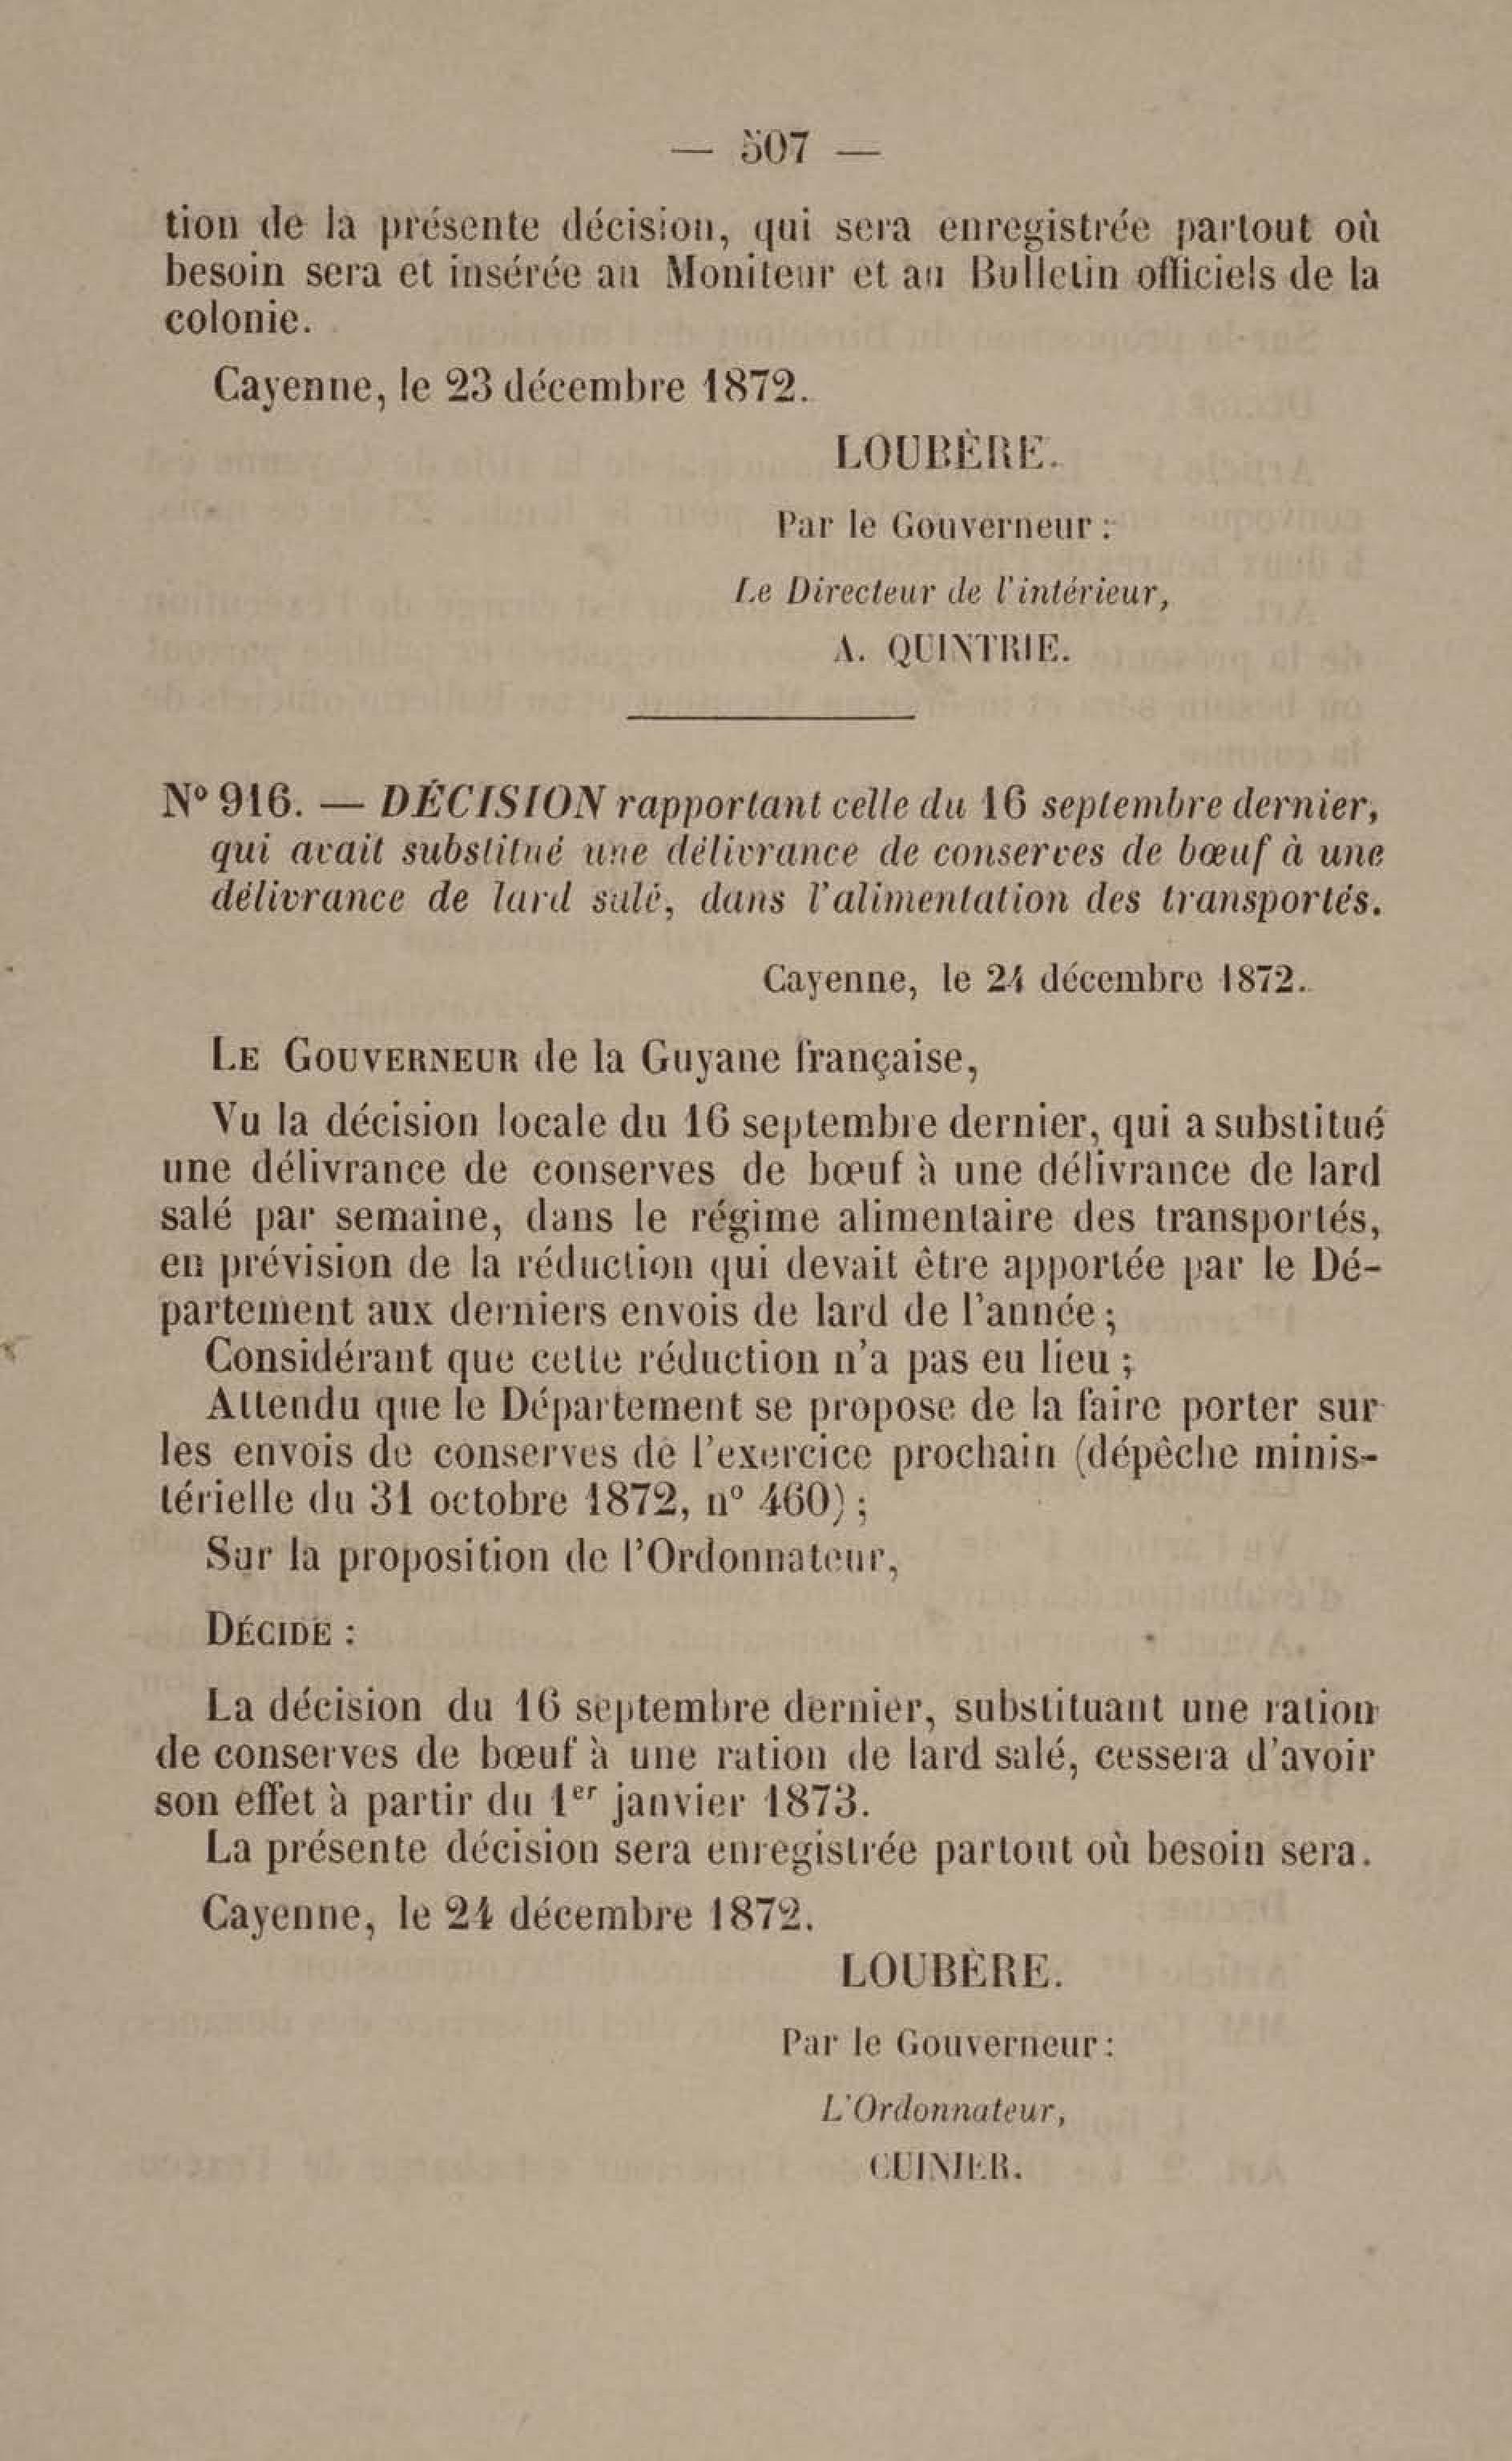 — 507 —
tion de la présente décision, qui sera enregistrée partout où
besoin sera et insérée au Moniteur et au Bulletin officiels de la
colonie.
Cayenne, le 23 décembre 1872.
LOUBÈRE.
Par le Gouverneur :
Le Directeur de l'intérieur,
A. QUINTRIE.
N° 916. — DÉCISION rapportant celle du 16 septembre dernier,
qui avait substitué une délivrance de conserves de bœuf à une
délivrance de lard salé, dans l'alimentation des transportés.
Cayenne, le 24 décembre 1872.
LE GOUVERNEUR de la Guyane française,
Vu la décision locale du 16 septembre dernier, qui a substitué
une délivrance de conserves de bœuf à une délivrance de lard
salé par semaine, dans le régime alimentaire des transportés,
en prévision de la réduction qui devait être apportée par le Dé-
partement aux derniers envois de lard de l'année ;
Considérant que cette réduction n'a pas eu lieu ;
Attendu que le Département se propose de la faire porter sur
les envois de conserves de l'exercice prochain (dépêche minis-
térielle du 31 octobre 1872, n° 460) ;
Sur la proposition de l'Ordonnateur,
DÉCIDE :
La décision du 16 septembre dernier, substituant une ration
de conserves de bœuf à une ration de lard salé, cessera d'avoir
son effet à partir du 1er janvier 1873.
La présente décision sera enregistrée partout où besoin sera.
Cayenne, le 24 décembre 1872.
LOUBÈRE.
Par le Gouverneur :
L'Ordonnateur,
CUINIER.